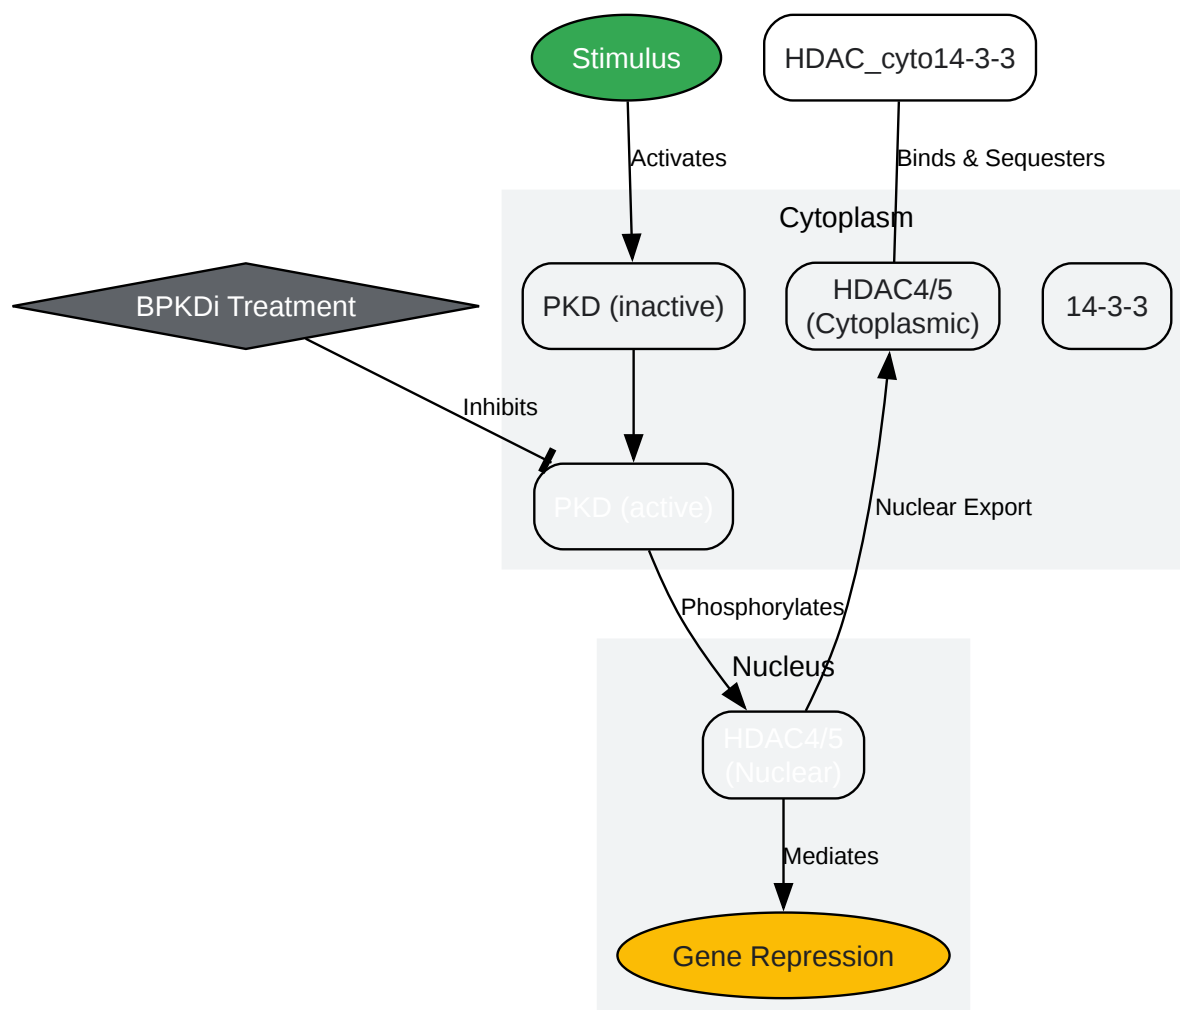 Stimulus
HDAC_cyto14-3-3
Activates
Binds & Sequesters
Cytoplasm
BPKDi Treatment
PKD (inactive)
HDAC4/5
(Cytoplasmic)
14-3-3
Inhibits
PKD (active)
Nuclear Export
Phosphorylates
Nucleus
HDAC4/5
(Nuclear)
Mediates
Gene Repression